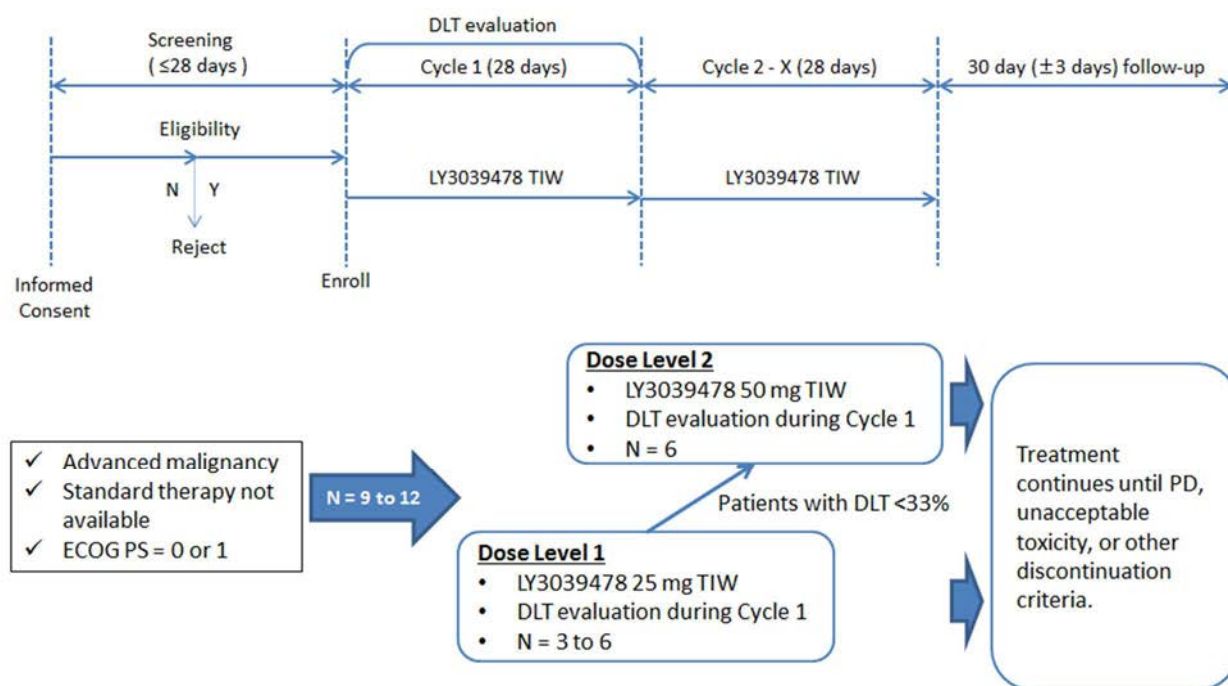 DLT evaluation
Screening
( ≤28 days )
Cycle 1 (28 days)
Cycle 2 - X (28 days)
30 day (±3 days) follow-up
Eligibility
N
Y
Reject
LY3039478 TIW
LY3039478 TIW
Informed
Consent
Enroll
✓ Advanced malignancy
✓ Standard therapy not
available
✓ ECOG PS = 0 or 1
N = 9 to 12
Dose Level 2
• LY3039478 50 mg TIW
• DLT evaluation during Cycle 1
• N = 6
Patients with DLT <33%
Dose Level 1
• LY3039478 25 mg TIW
• DLT evaluation during Cycle 1
• N = 3 to 6
Treatment
continues until PD,
unacceptable
toxicity, or other
discontinuation
criteria.